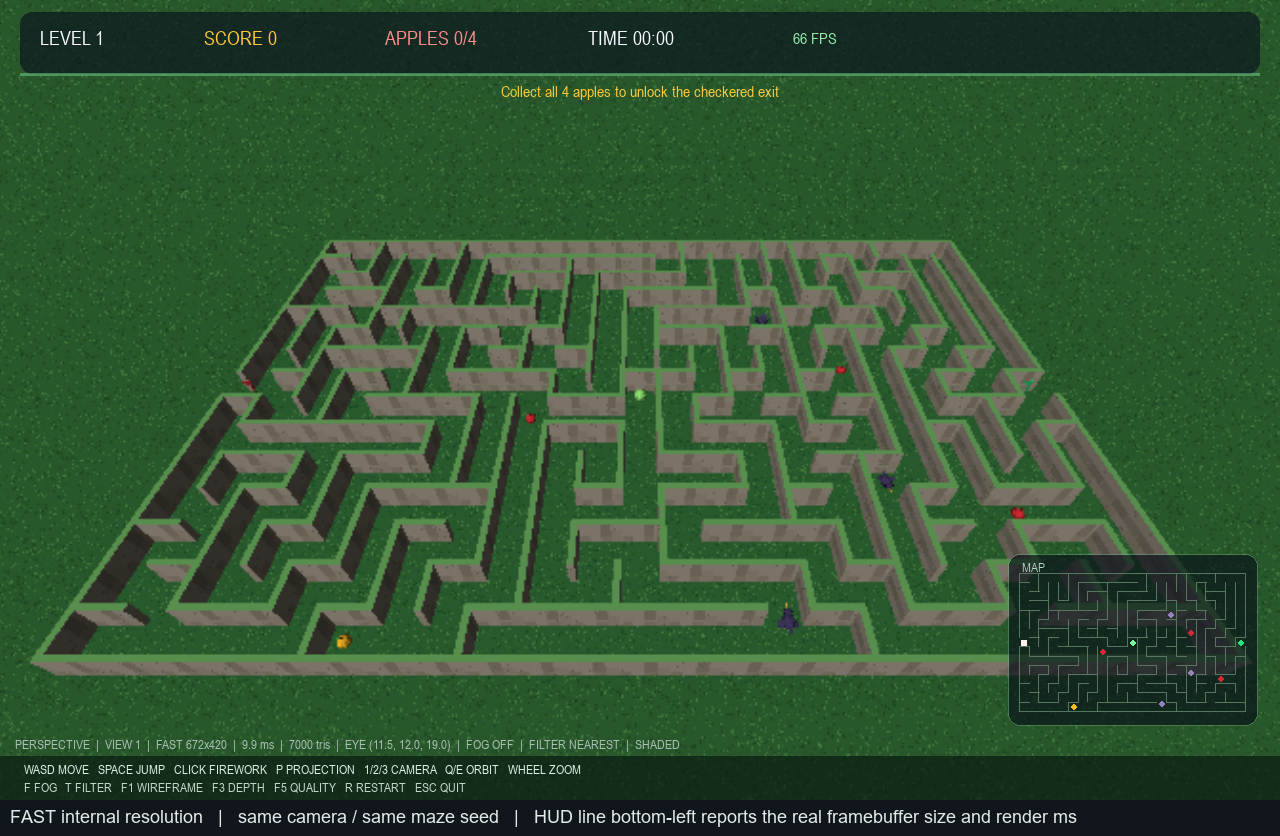 LEVEL 1 SCORE 0 APPLES 0/4 TIME 00:00 66 FPS
Collect all 4 apples to unlock the checkered exit
MAP
PERSPECTIVE | VIEW 1 | FAST 672x420 | 9.9 ms | 7000 tris | EYE (11.5, 12.0, 19.0) | FOG OFF | FILTER NEAREST | SHADED
WASD MOVE SPACE JUMP CLICK FIREWORK P PROJECTION 1/2/3 CAMERA Q/E ORBIT WHEEL ZOOM
F FOG T FILTER F1 WIREFRAME F3 DEPTH F5 QUALITY R RESTART ESC QUIT
FAST internal resolution | same camera / same maze seed | HUD line bottom-left reports the real framebuffer size and render ms